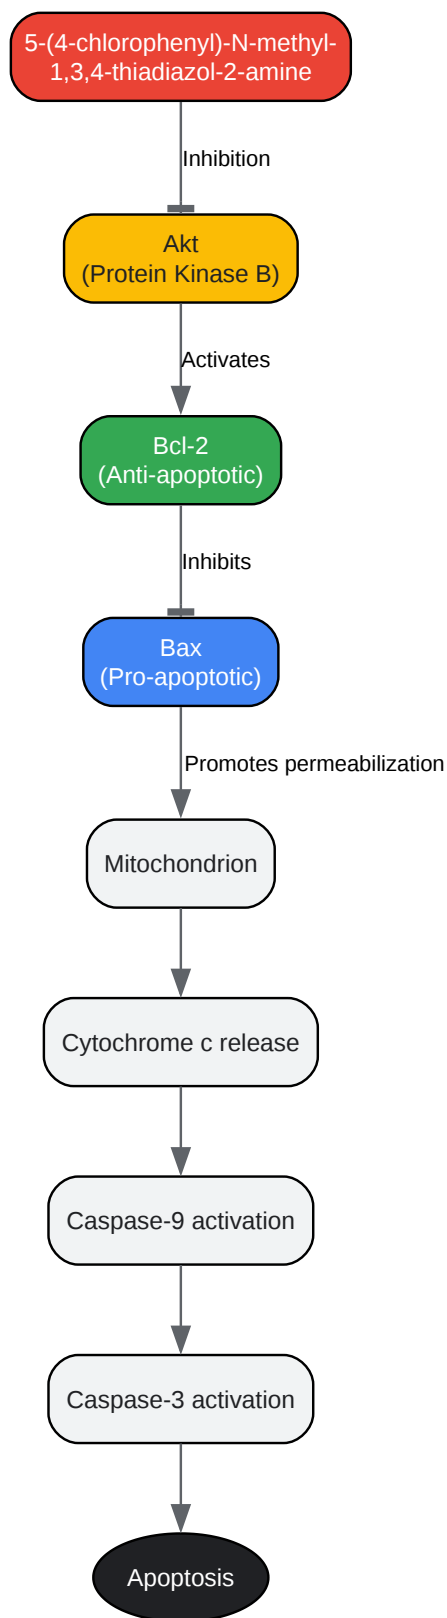 5-(4-chlorophenyl)-N-methyl-
1,3,4-thiadiazol-2-amine
Inhibition
Akt
(Protein Kinase B)
Activates
Bcl-2
(Anti-apoptotic)
Inhibits
Bax
(Pro-apoptotic)
Promotes permeabilization
Mitochondrion
Cytochrome c release
Caspase-9 activation
Caspase-3 activation
Apoptosis